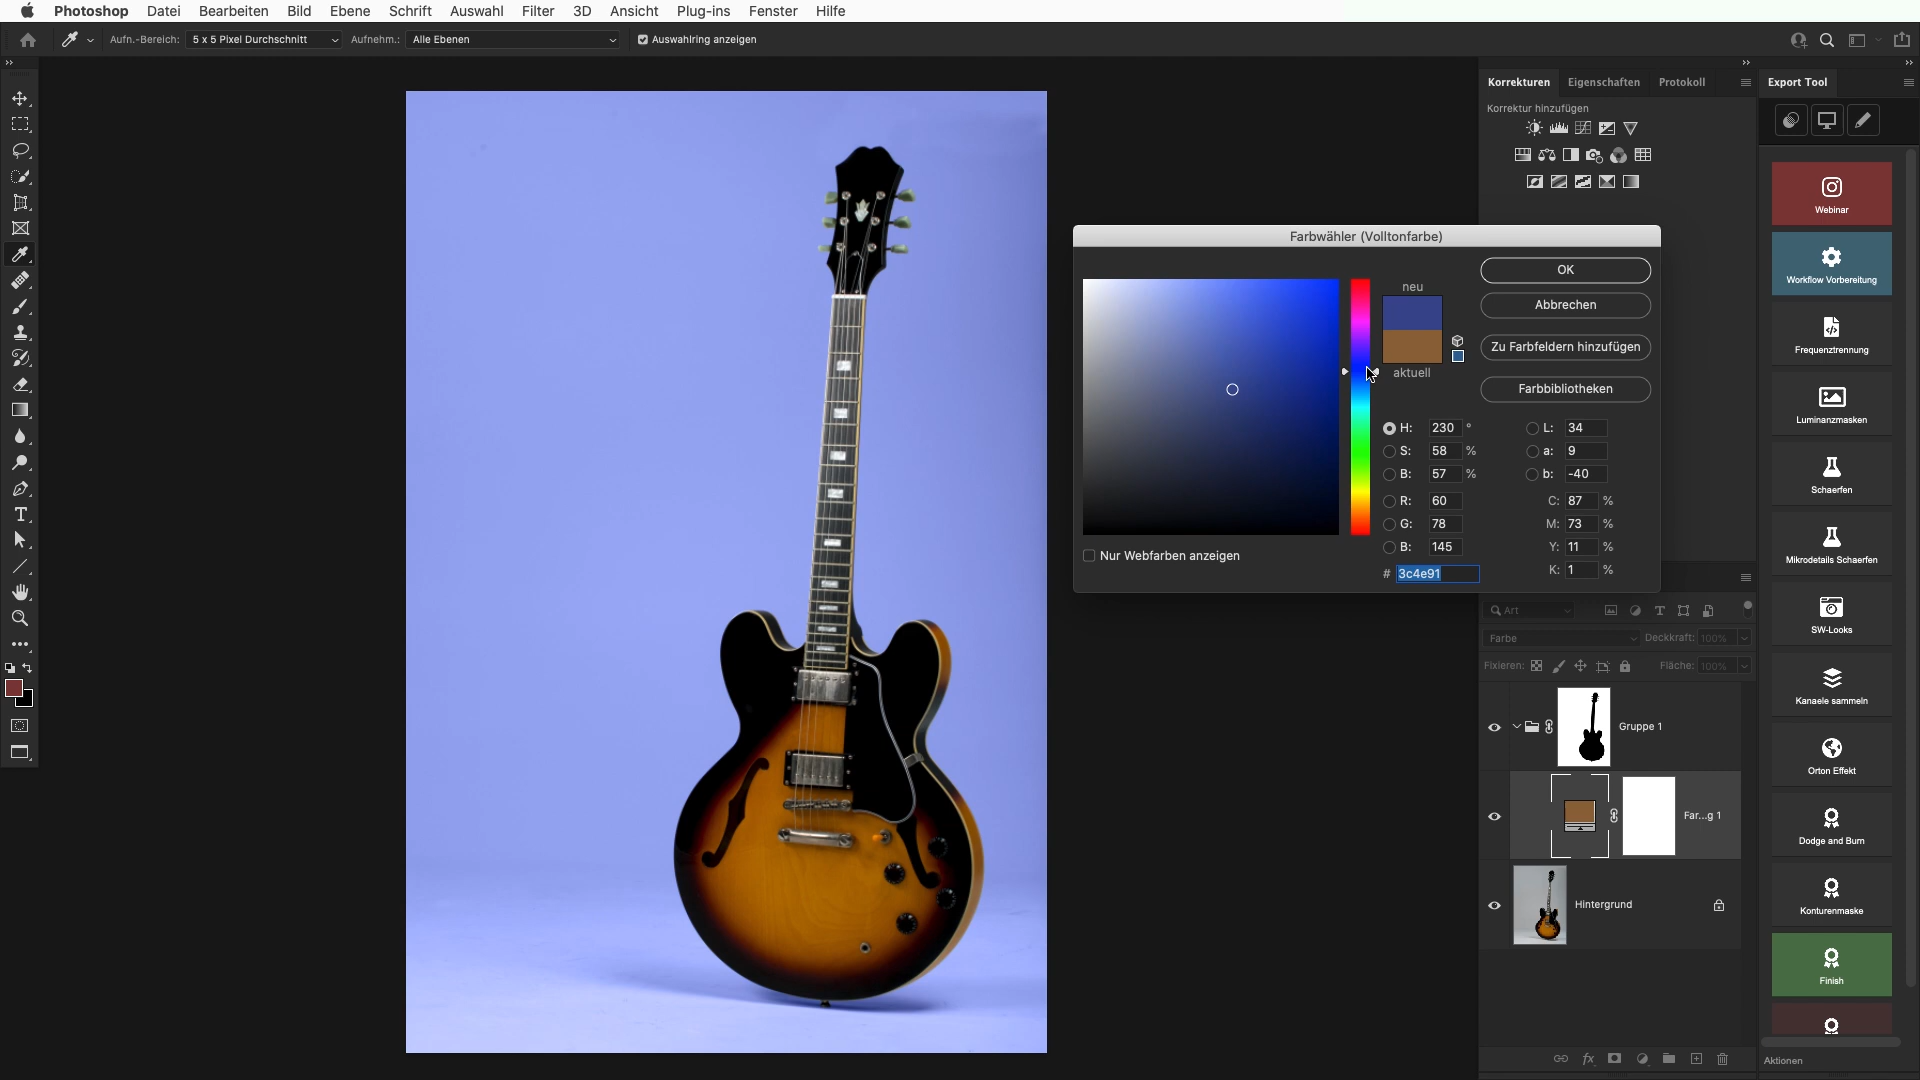 Photoshop Datei Bearbeiten Bild Ebene Schrift Auswahl Filter 3D Ansicht Plug-ins Fenster Hilfe
Aufn.-Bereich: 5 x 5 Pixel Durchschnitt Aufnehm.: Alle Ebenen Auswahlring anzeigen
Korrekturen Eigenschaften Protokoll
Korrektur hinzufügen
Export Tool
Webinar
Workflow Vorbereitung
Frequenztrennung
Luminanzmasken
Schaerfen
Mikrodetails Schaerfen
SW-Looks
Kanaele sammeln
Orton Effekt
Dodge and Burn
Konturenmaske
Finish
Aktionen
Farbwähler (Volltonfarbe)
neu
aktuell
OK
Abbrechen
Zu Farbfeldern hinzufügen
Farbbibliotheken
H: 230 ° L: 34
S: 58 % a: 9
B: 57 % b: -40
R: 60 C: 87 %
G: 78 M: 73 %
B: 145 Y: 11 %
# 3c4e91 K: 1 %
Nur Webfarben anzeigen
Art
Farbe Deckkraft: 100%
Fixieren: Fläche: 100%
Gruppe 1
Far...g 1
Hintergrund